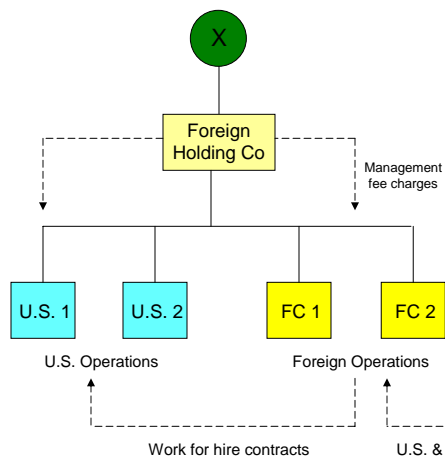 X
Foreign
Holding Co
Management
fee charges
U.S. 1
U.S. 2
FC 1
FC 2
U.S. Operations
Foreign Operations
Work for hire contracts
U.S. &